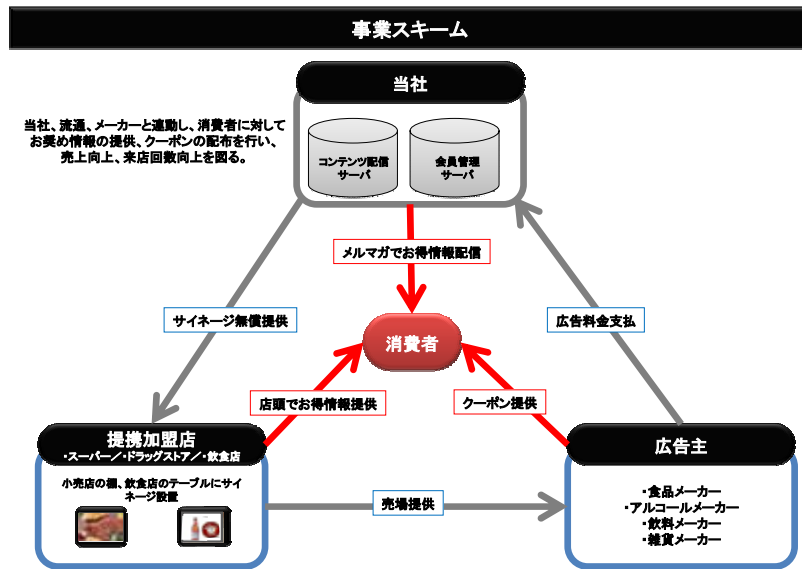 事業スキーム
当社
当社、流通、メーカーと連動し、消費者に対して
お奨め情報の提供、クーポンの配布を行い、
売上向上、来店回数向上を図る。
コンテンツ配信
サーバ
会員管理
サーバ
メルマガでお得情報配信
サイネージ無償提供
広告料金支払
消費者
店頭でお得情報提供
クーポン提供
提携加盟店
・スーパー／・ドラッグストア／・飲食店
小売店の棚、飲食店のテーブルにサイ
ネージ設置
売場提供
広告主
・食品メーカー
・アルコールメーカー
・飲料メーカー
・雑貨メーカー